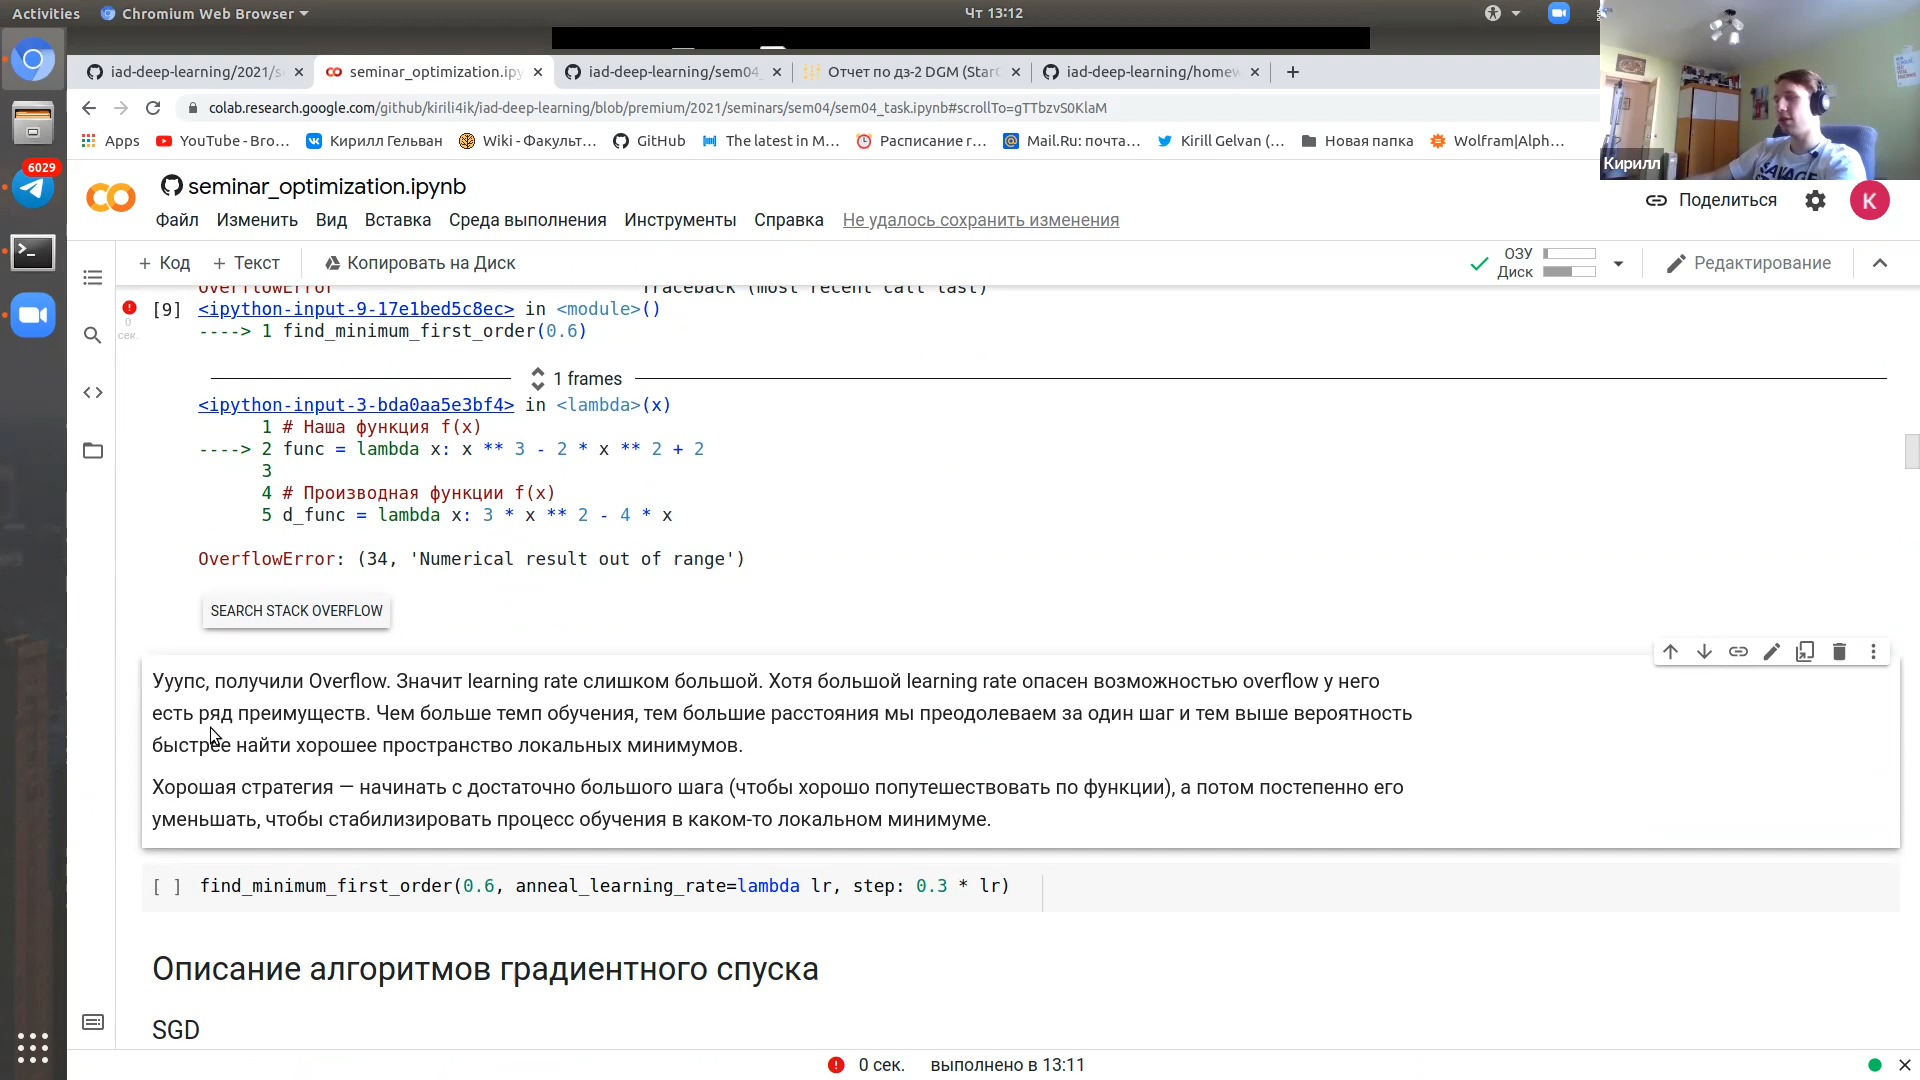 Activities
Chromium Web Browser
Чт 13:12
iad-deep-learning/2021/s
seminar_optimization.ipy
iad-deep-learning/sem04_
Отчет по дз-2 DGM (StarG
iad-deep-learning/homew
colab.research.google.com/github/kirili4ik/iad-deep-learning/blob/premium/2021/seminars/sem04/sem04_task.ipynb#scrollTo=gTTbzvS0KlaM
Apps
YouTube - Bro...
Кирилл Гельван
Wiki - Факульт...
GitHub
The latest in M...
Расписание г...
Mail.Ru: почта...
Kirill Gelvan (...
Новая папка
Wolfram|Alph...
Кирилл
6029
seminar_optimization.ipynb
Файл Изменить Вид Вставка Среда выполнения Инструменты Справка Не удалось сохранить изменения
Поделиться
K
+ Код + Текст Копировать на Диск
ОЗУ
Диск
Редактирование
OverflowError Traceback (most recent call last)
[9] <ipython-input-9-17e1bed5c8ec> in <module>()
0
сек.
----> 1 find_minimum_first_order(0.6)
1 frames
<ipython-input-3-bda0aa5e3bf4> in <lambda>(x)
1 # Наша функция f(x)
----> 2 func = lambda x: x ** 3 - 2 * x ** 2 + 2
3
4 # Производная функции f(x)
5 d_func = lambda x: 3 * x ** 2 - 4 * x
OverflowError: (34, 'Numerical result out of range')
SEARCH STACK OVERFLOW
Ууупс, получили Overflow. Значит learning rate слишком большой. Хотя большой learning rate опасен возможностью overflow у него
есть ряд преимуществ. Чем больше темп обучения, тем большие расстояния мы преодолеваем за один шаг и тем выше вероятность
быстрее найти хорошее пространство локальных минимумов.
Хорошая стратегия — начинать с достаточно большого шага (чтобы хорошо попутешествовать по функции), а потом постепенно его
уменьшать, чтобы стабилизировать процесс обучения в каком-то локальном минимуме.
[ ] find_minimum_first_order(0.6, anneal_learning_rate=lambda lr, step: 0.3 * lr)
Описание алгоритмов градиентного спуска
SGD
0 сек. выполнено в 13:11